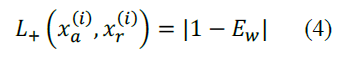 L₊(xₐ⁽ⁱ⁾, xᵣ⁽ⁱ⁾) = |1 − E_w| (4)